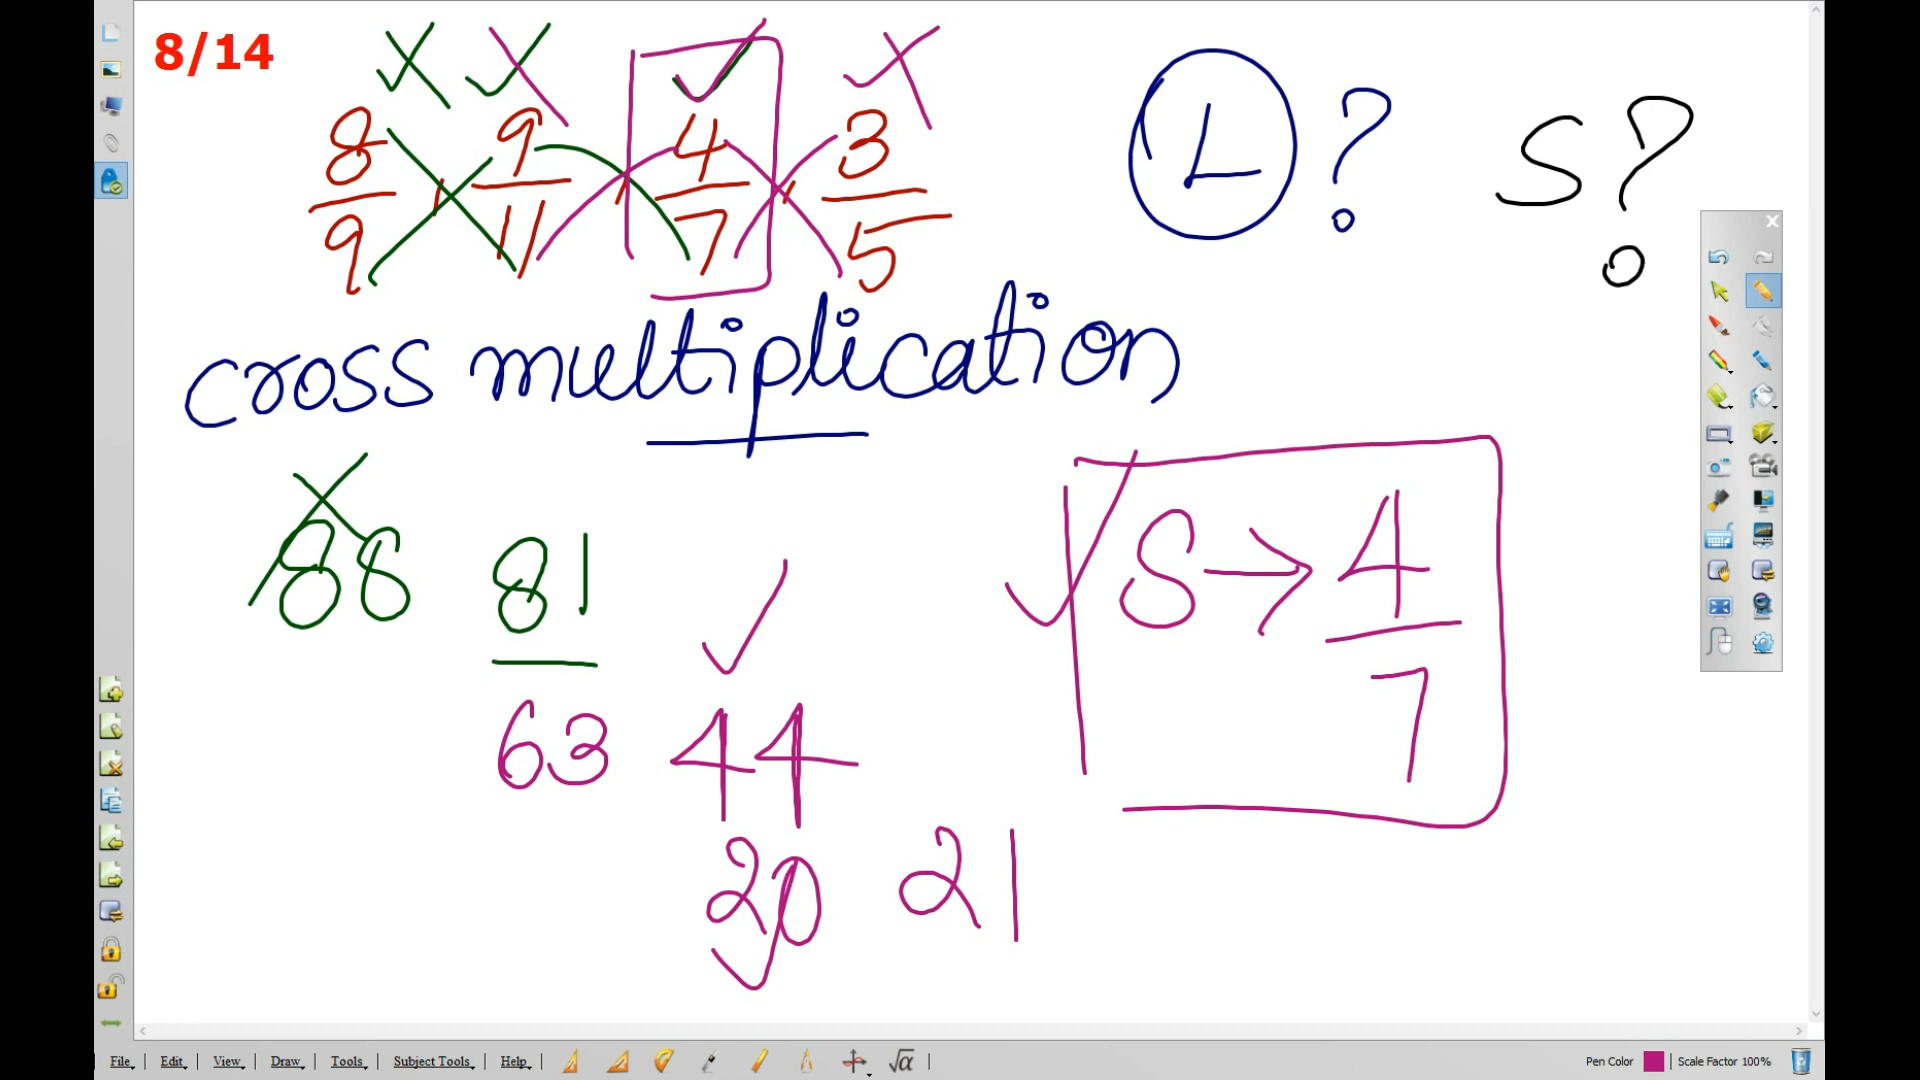 8/14
8/9, 9/11, 4/7, 3/5
L ?
S ?
cross multiplication
88 81
S → 4/7
63 44
20 21
File Edit View Draw Tools Subject Tools Help
√α
Pen Color Scale Factor 100%